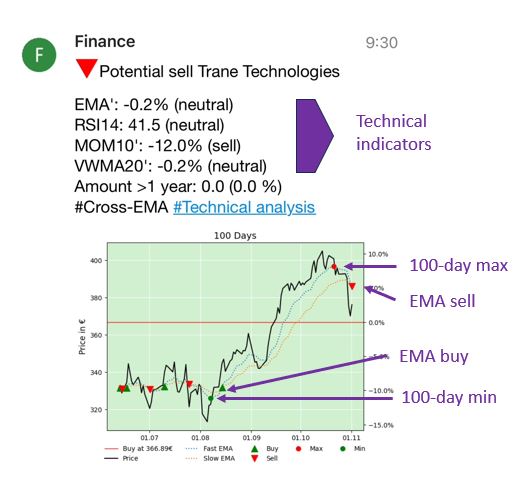 Finance
9:30
F
Potential sell Trane Technologies
EMA': -0.2% (neutral)
RSI14: 41.5 (neutral)
MOM10': -12.0% (sell)
VWMA20': -0.2% (neutral)
Amount >1 year: 0.0 (0.0 %)
#Cross-EMA #Technical analysis
Technical
indicators
100 Days
400
380
360
340
320
Price in €
10.0%
0.0%
-10.0%
-15.0%
01.07
01.08
01.09
01.10
01.11
100-day max
EMA sell
EMA buy
100-day min
Buy at 366.89€
Price
Fast EMA
Slow EMA
Buy
Sell
Max
Min